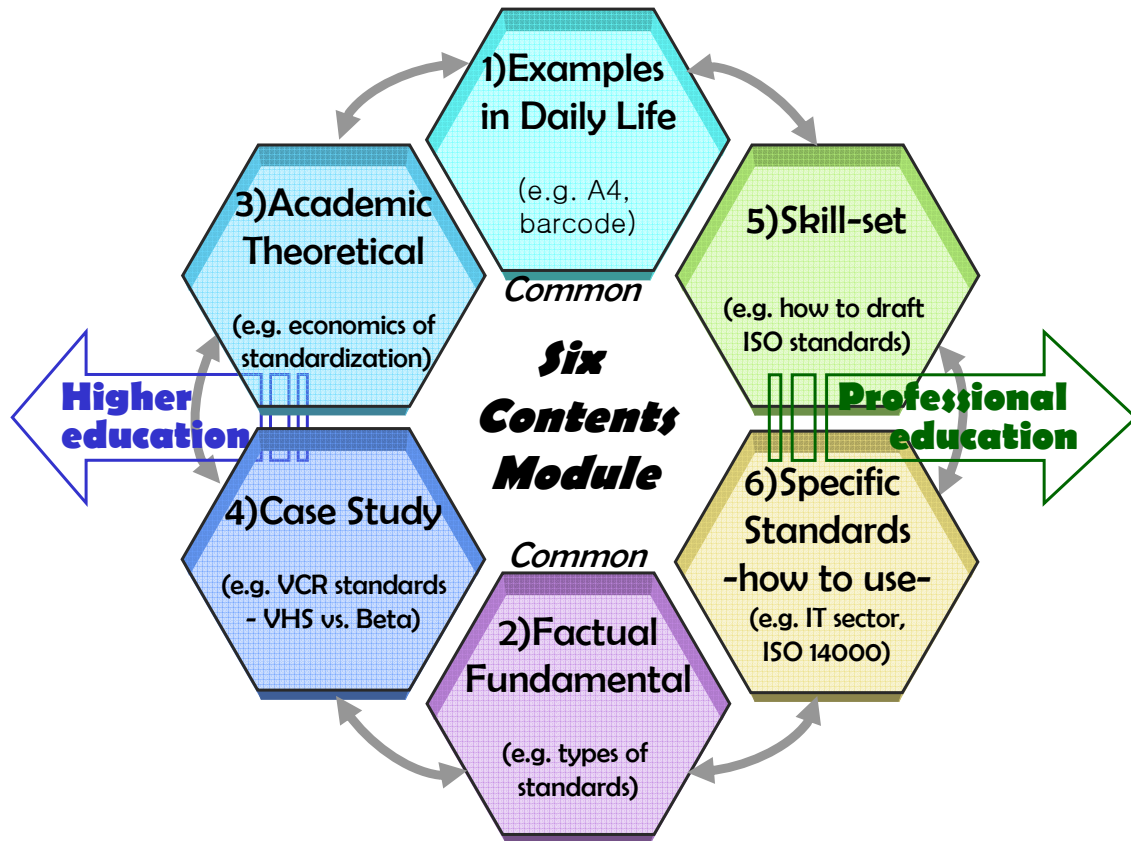 1)Examples
in Daily Life
(e.g. A4,
barcode)
3)Academic
Theoretical
(e.g. economics of
standardization)
5)Skill-set
(e.g. how to draft
ISO standards)
Common
Six
Contents
Module
Common
Higher
education
Professional
education
4)Case Study
(e.g. VCR standards
- VHS vs. Beta)
6)Specific
Standards
-how to use-
(e.g. IT sector,
ISO 14000)
2)Factual
Fundamental
(e.g. types of
standards)